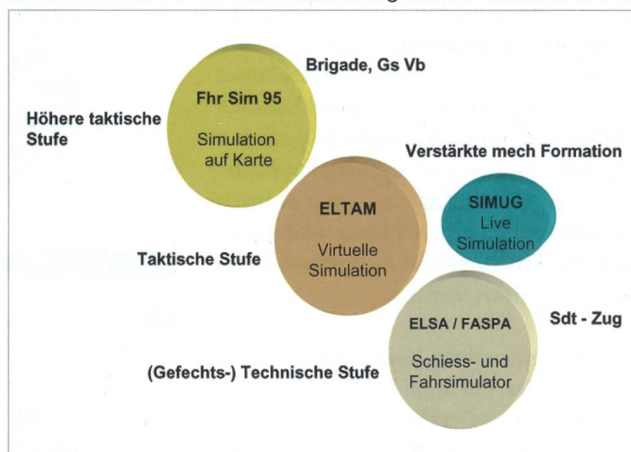 Brigade, Gs Vb
Fhr Sim 95
Simulation
auf Karte
Höhere taktische
Stufe
Verstärkte mech Formation
ELTAM
Virtuelle
Simulation
SIMUG
Live
Simulation
Taktische Stufe
ELSA / FASPA
Schiess- und
Fahrsimulator
Sdt - Zug
(Gefechts-) Technische Stufe